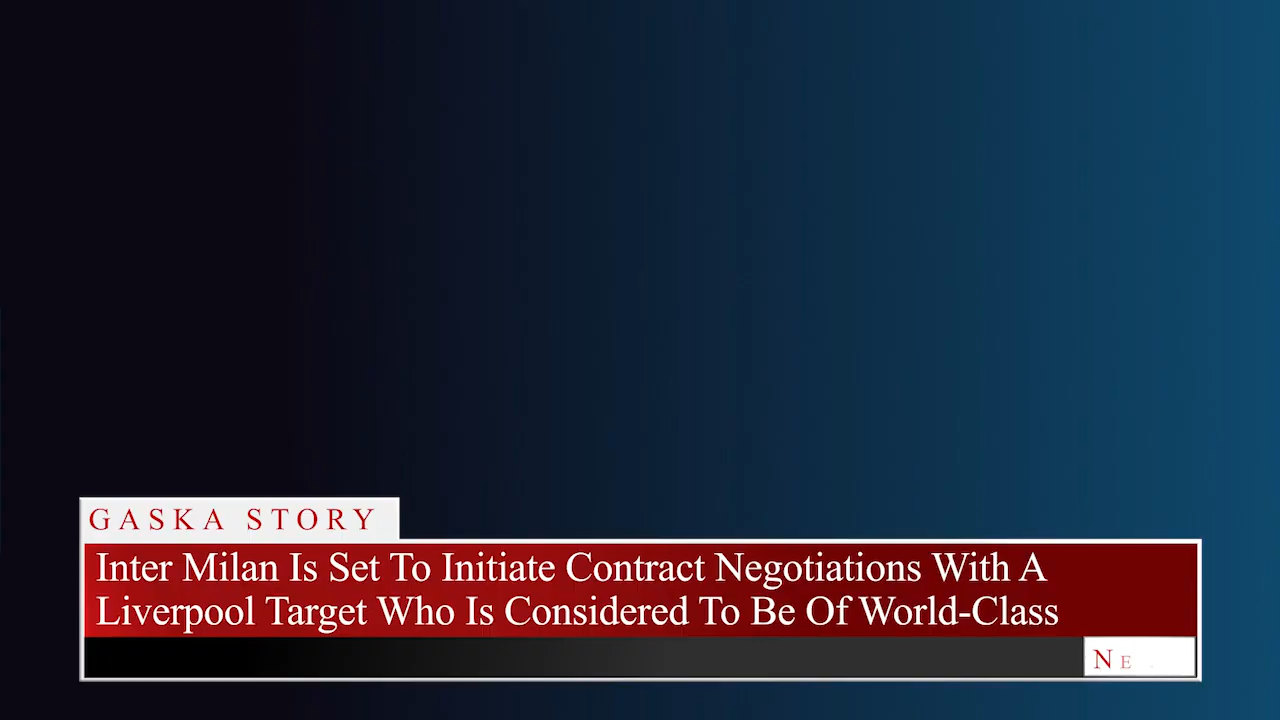 GASKA STORY
Inter Milan Is Set To Initiate Contract Negotiations With A
Liverpool Target Who Is Considered To Be Of World-Class
NE